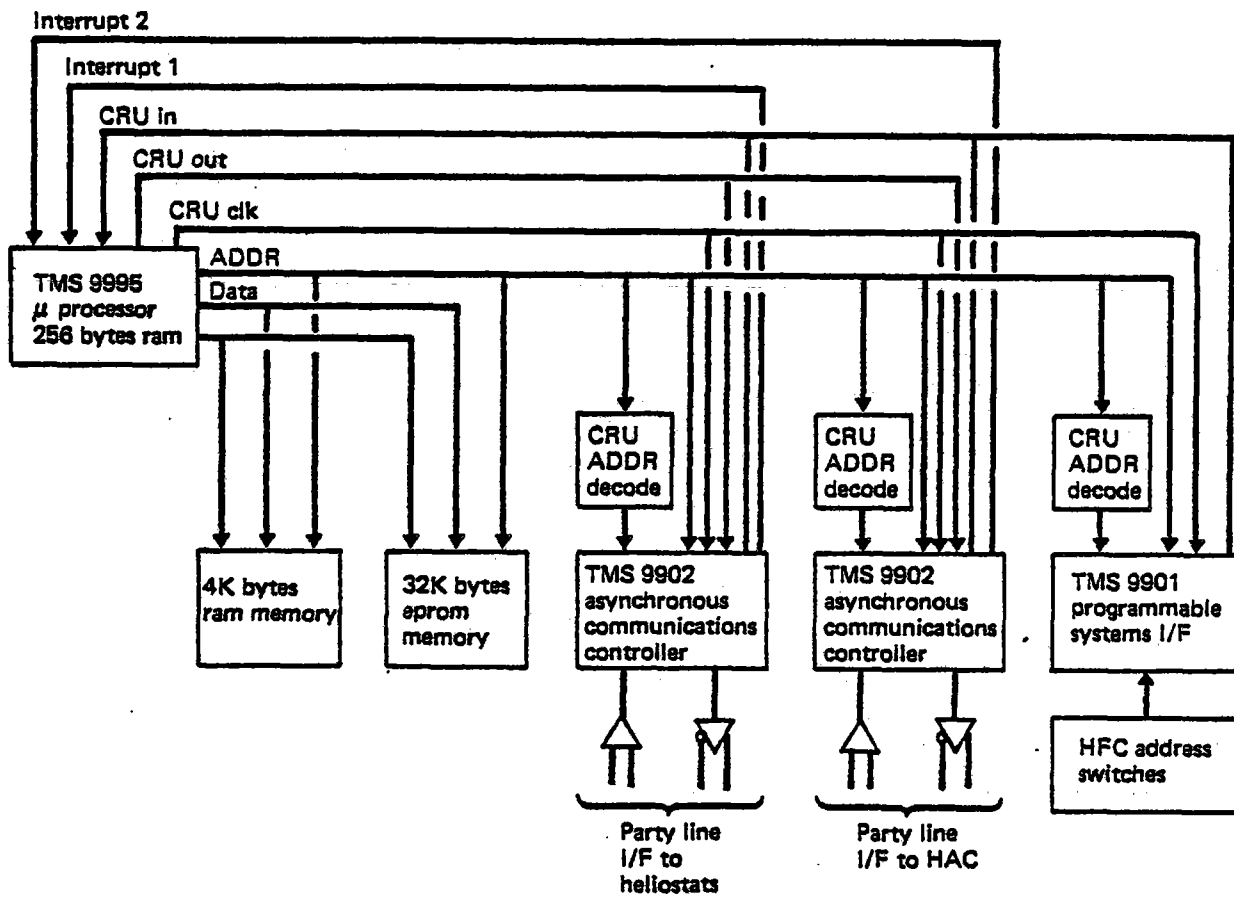 Interrupt 2
Interrupt 1
CRU in
CRU out
CRU clk
ADDR
Data
TMS 9995
μ processor
256 bytes ram
CRU
ADDR
decode
CRU
ADDR
decode
CRU
ADDR
decode
4K bytes
ram memory
32K bytes
eprom
memory
TMS 9902
asynchronous
communications
controller
TMS 9902
asynchronous
communications
controller
TMS 9901
programmable
systems I/F
HFC address
switches
Party line
I/F to
heliostats
Party line
I/F to HAC